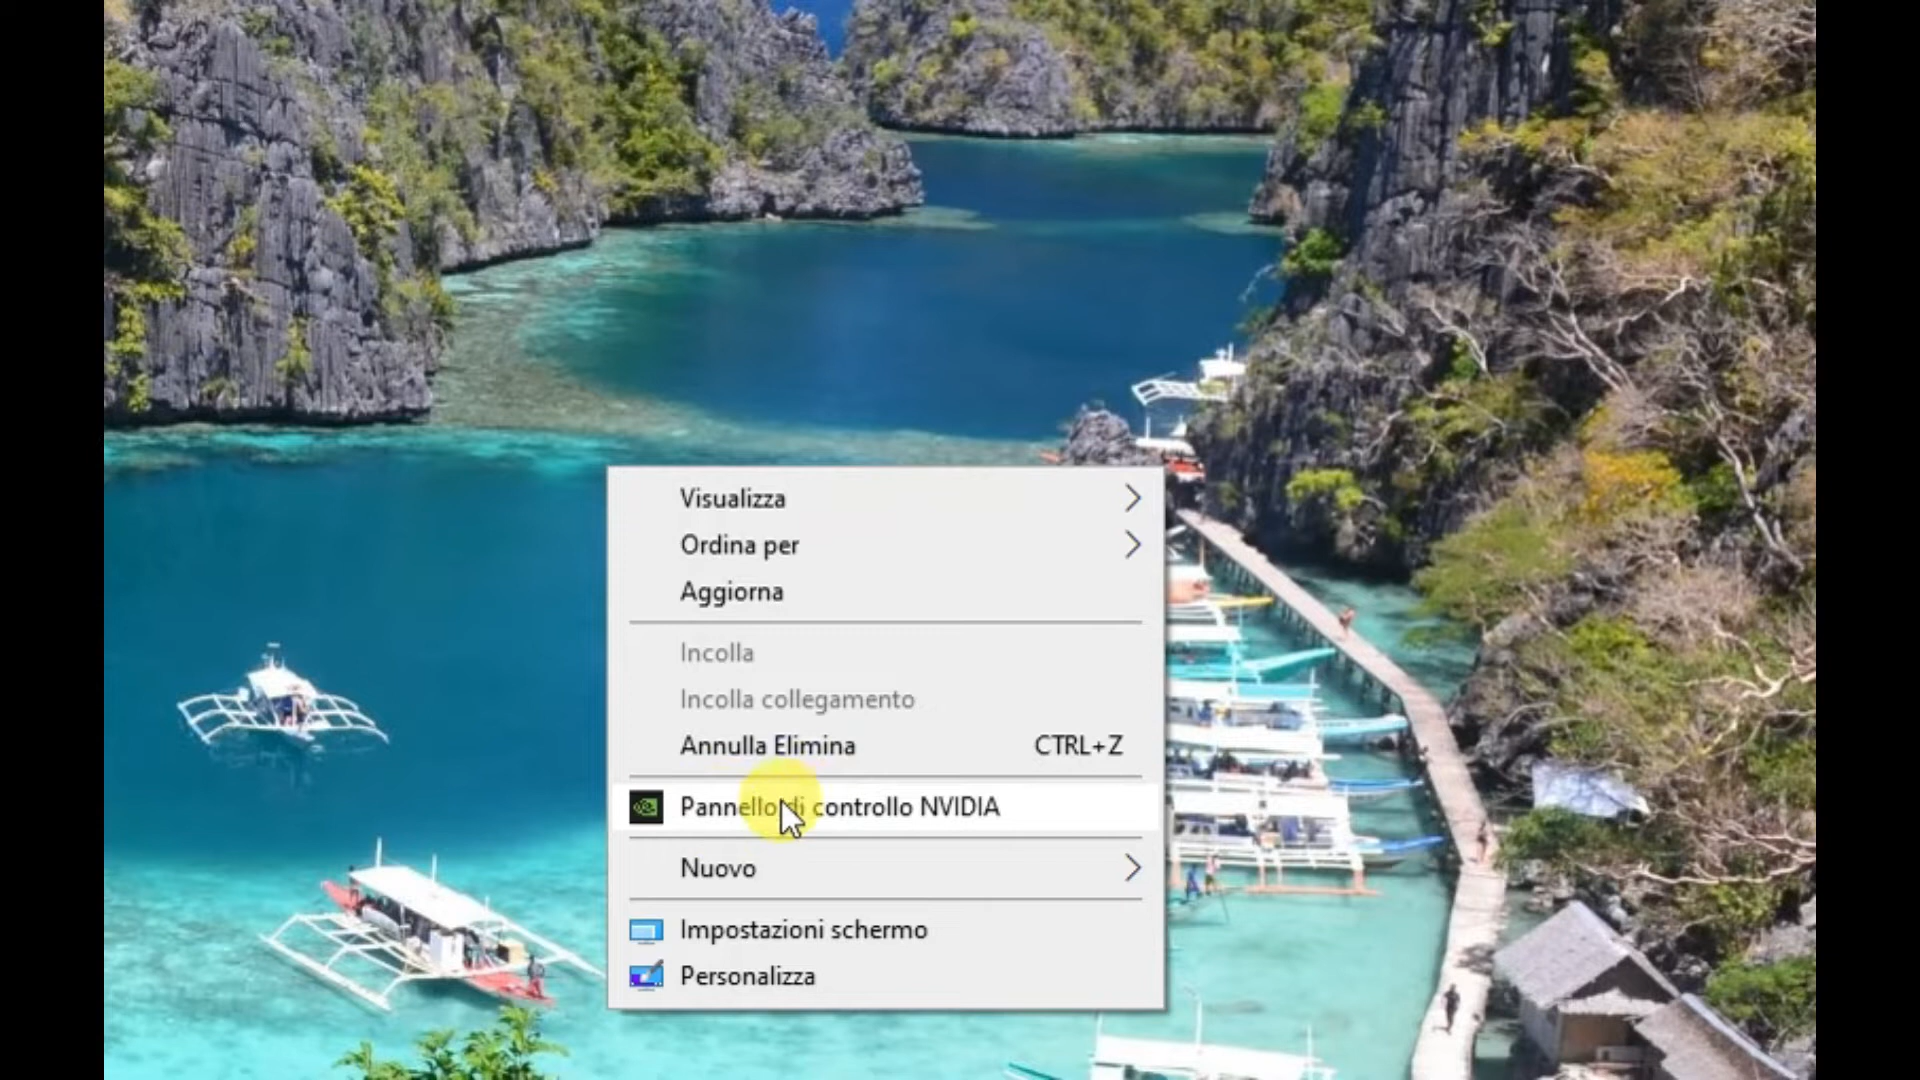 Visualizza
Ordina per
Aggiorna
Incolla
Incolla collegamento
Annulla Elimina CTRL+Z
Pannello di controllo NVIDIA
Nuovo
Impostazioni schermo
Personalizza